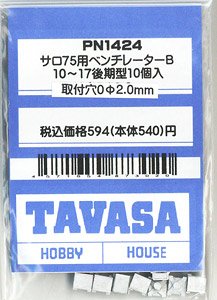 PN1424
サロ75用ベンチレーターB
10～17後期型10個入
取付穴0Φ2.0mm
税込価格594(本体540)円
TAVASA
HOBBY HOUSE